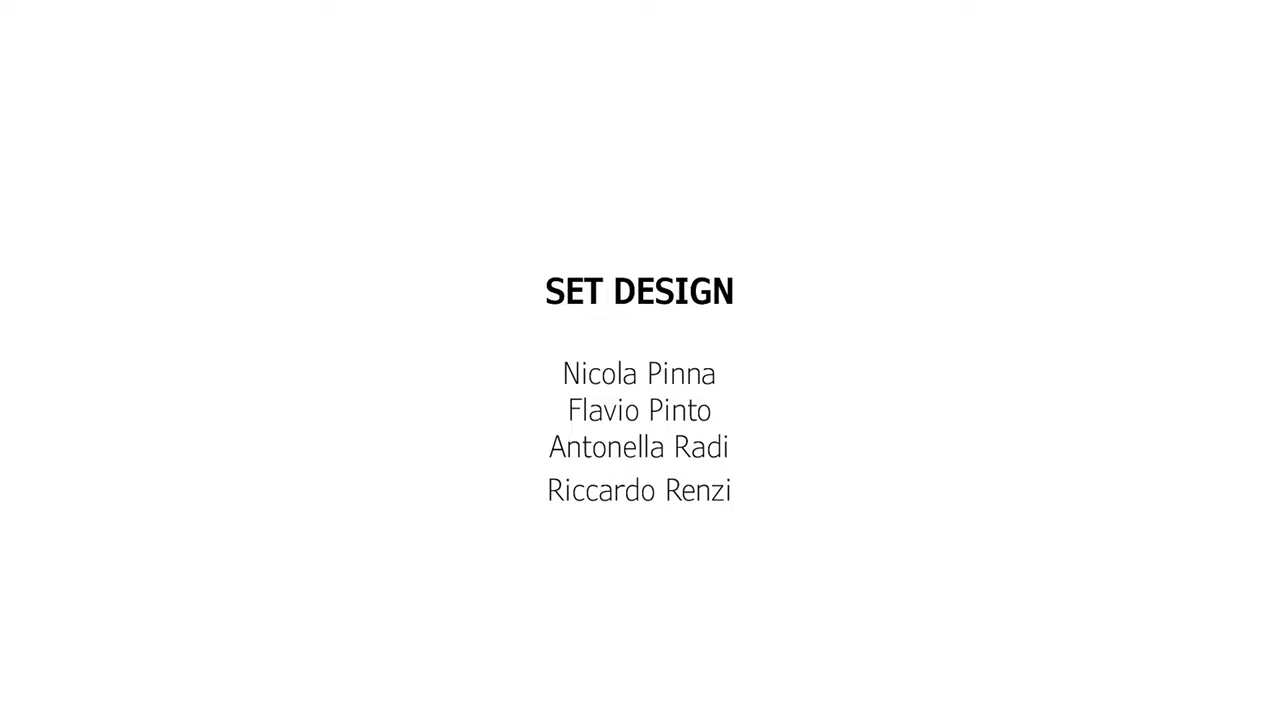 SET DESIGN
Nicola Pinna
Flavio Pinto
Antonella Radi
Riccardo Renzi